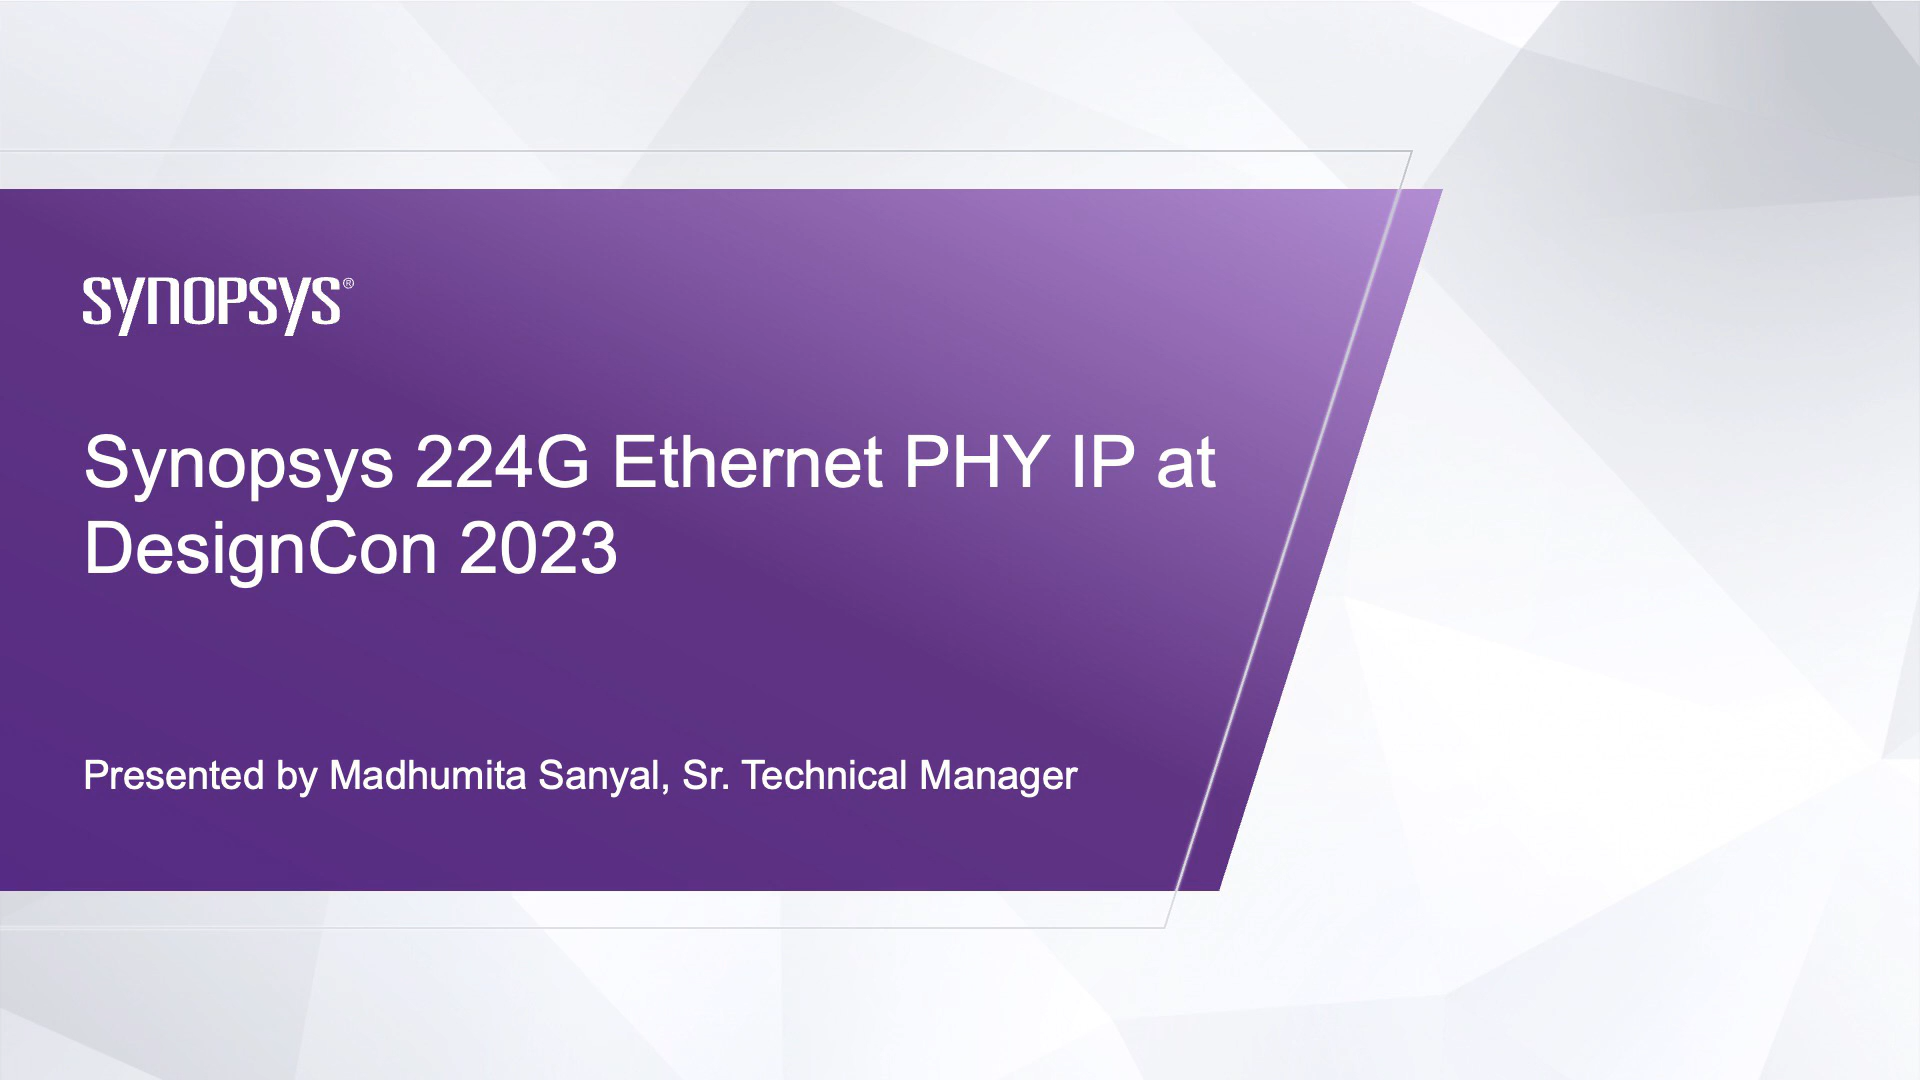 SYNOPSYS®
Synopsys 224G Ethernet PHY IP at
DesignCon 2023
Presented by Madhumita Sanyal, Sr. Technical Manager